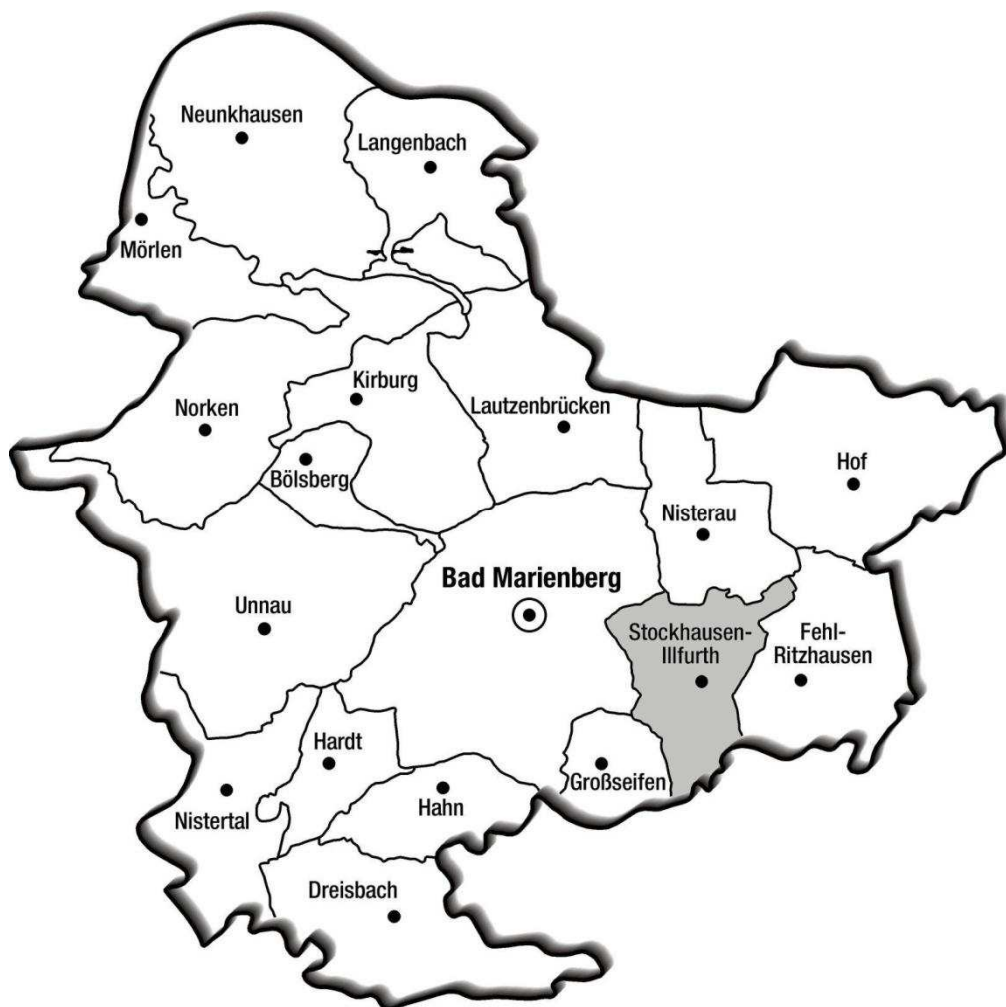 Neunkhausen
Langenbach
Mörlen
Kirburg
Norken
Lautzenbrücken
Bölsberg
Hof
Nisterau
Bad Marienberg
Unnau
Stockhausen-
Illfurth
Fehl-
Ritzhausen
Hardt
Großseifen
Hahn
Nistertal
Dreisbach